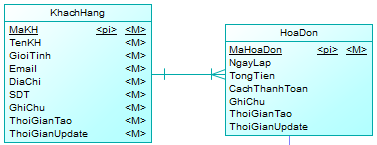 KhachHang
MaKH <pi> <M>
TenKH <M>
GioiTinh <M>
Email <M>
DiaChi <M>
SDT <M>
GhiChu <M>
ThoiGianTao <M>
ThoiGianUpdate <M>
HoaDon
MaHoaDon <pi> <M>
NgayLap
TongTien
CachThanhToan
GhiChu
ThoiGianTao
ThoiGianUpdate